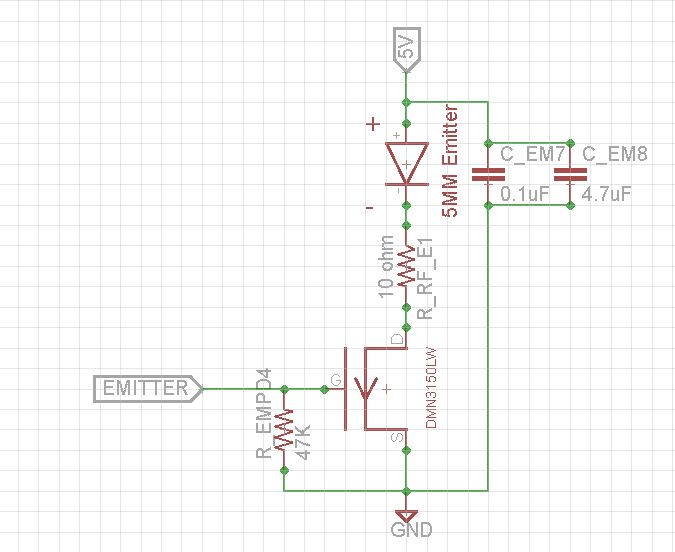 5V
+
+
-
-
+
5MM Emitter
C_EM7
0.1uF
C_EM8
4.7uF
10 ohm
R_RF_E1
D
G
S
+
DMN3150LW
EMITTER
R_EMPD4
47K
GND